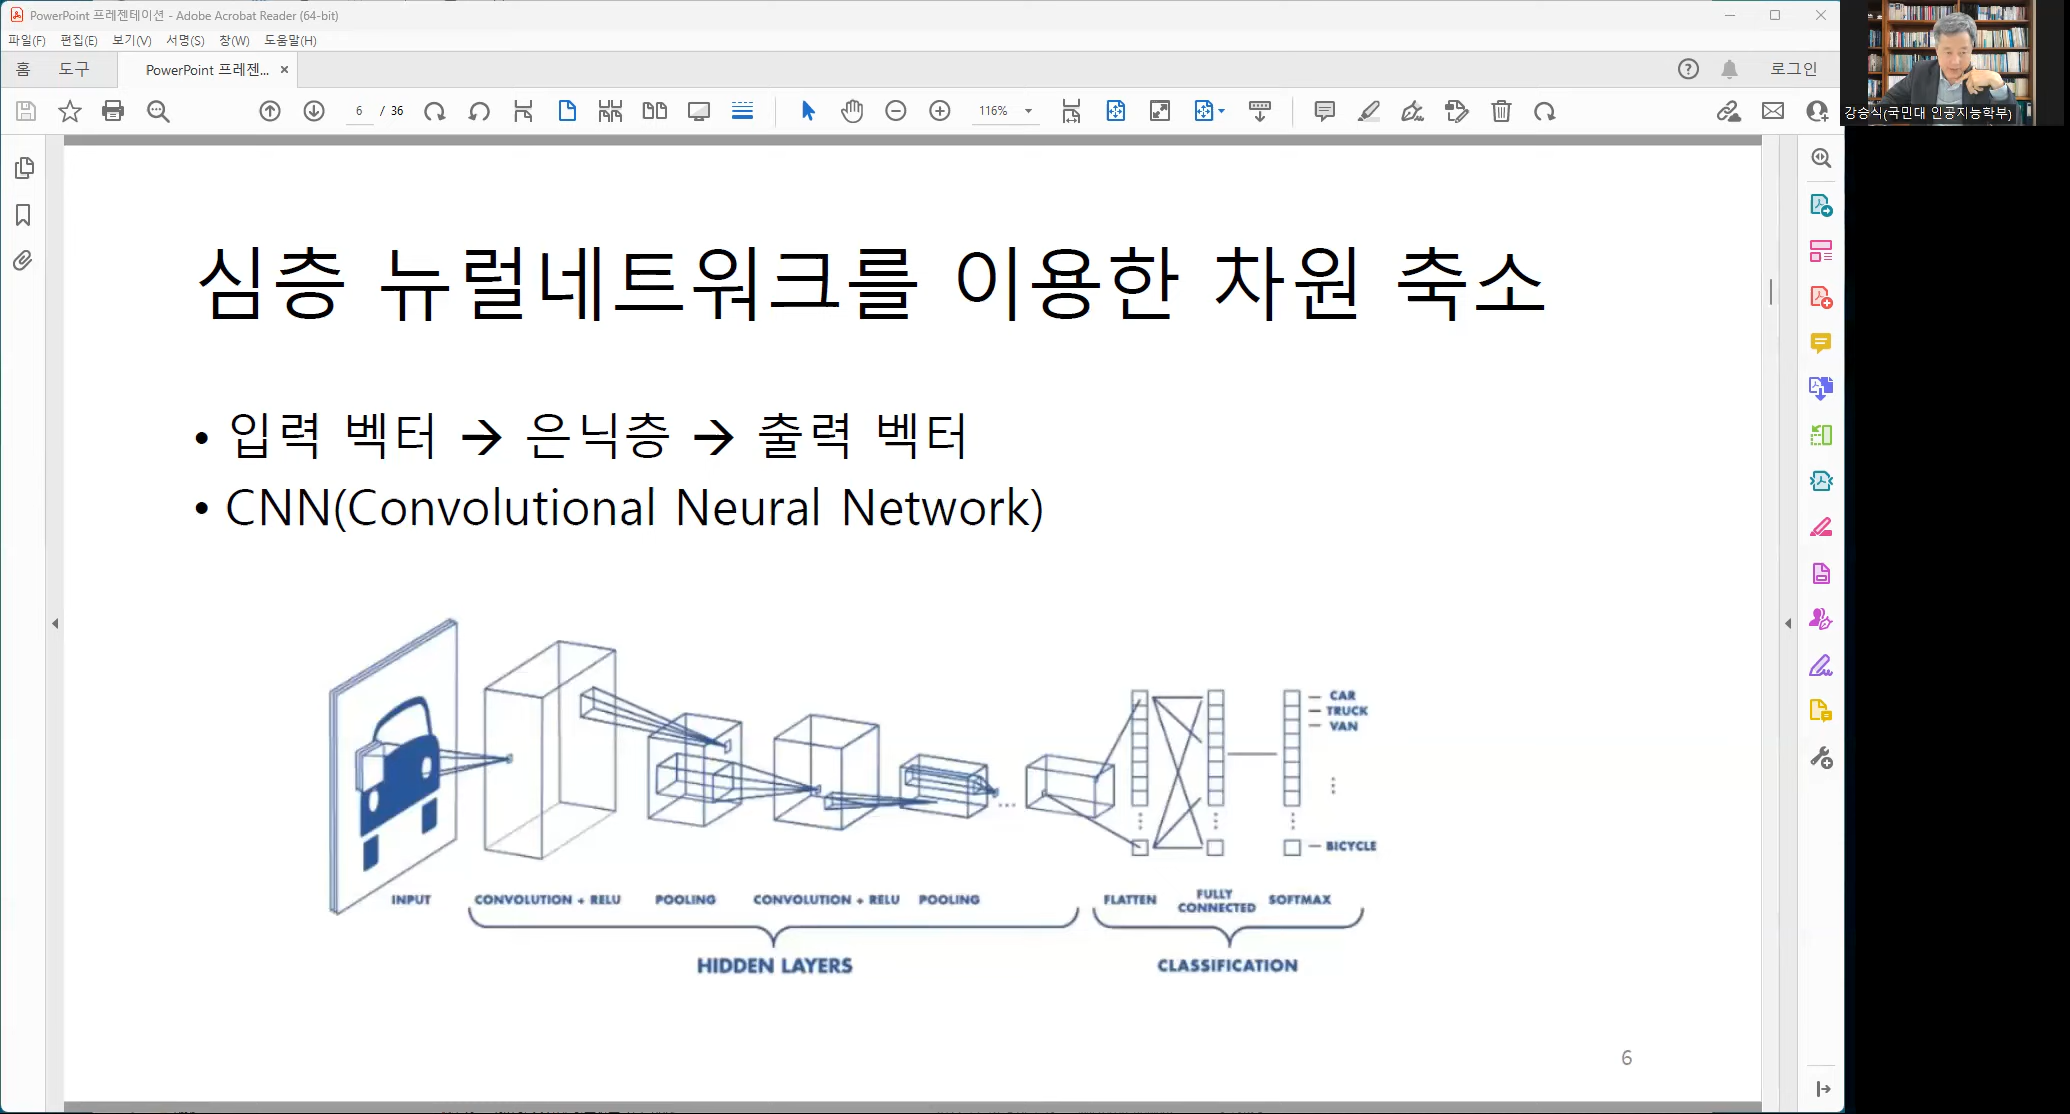 PowerPoint 프레젠테이션 - Adobe Acrobat Reader (64-bit)
파일(F) 편집(E) 보기(V) 서명(S) 창(W) 도움말(H)
홈 도구 PowerPoint 프레젠... × 로그인
6 / 36 116%
강승식(국민대 인공지능학부)
심층 뉴럴네트워크를 이용한 차원 축소
• 입력 벡터 → 은닉층 → 출력 벡터
• CNN(Convolutional Neural Network)
CAR
TRUCK
VAN
BICYCLE
INPUT CONVOLUTION + RELU POOLING CONVOLUTION + RELU POOLING FLATTEN FULLY CONNECTED SOFTMAX
HIDDEN LAYERS CLASSIFICATION
6